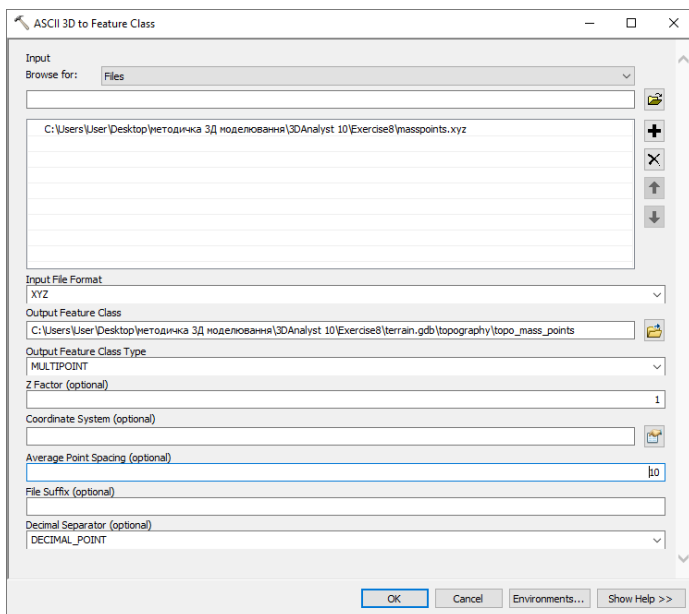 ASCII 3D to Feature Class
Input
Browse for: Files
C:\Users\User\Desktop\методичка 3Д моделювання\3DAnalyst 10\Exercise8\masspoints.xyz
Input File Format
XYZ
Output Feature Class
C:\Users\User\Desktop\методичка 3Д моделювання\3DAnalyst 10\Exercise8\terrain.gdb\topography\topo_mass_points
Output Feature Class Type
MULTIPOINT
Z Factor (optional)
1
Coordinate System (optional)
Average Point Spacing (optional)
10
File Suffix (optional)
Decimal Separator (optional)
DECIMAL_POINT
OK Cancel Environments... Show Help >>